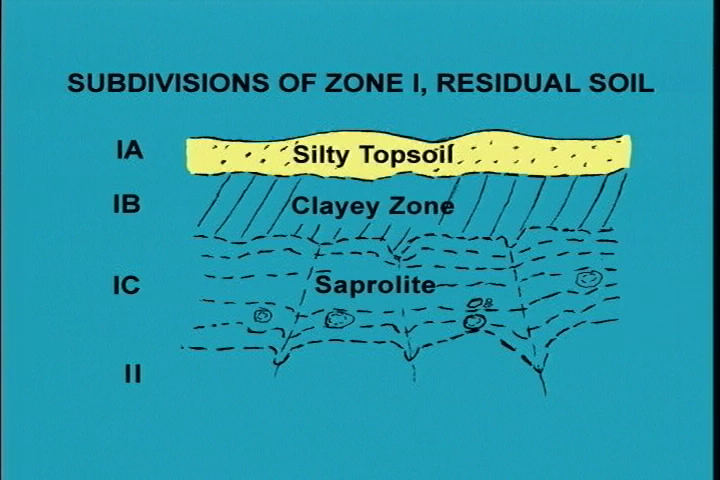 SUBDIVISIONS OF ZONE I, RESIDUAL SOIL
IA
Silty Topsoil
IB
Clayey Zone
IC
Saprolite
II